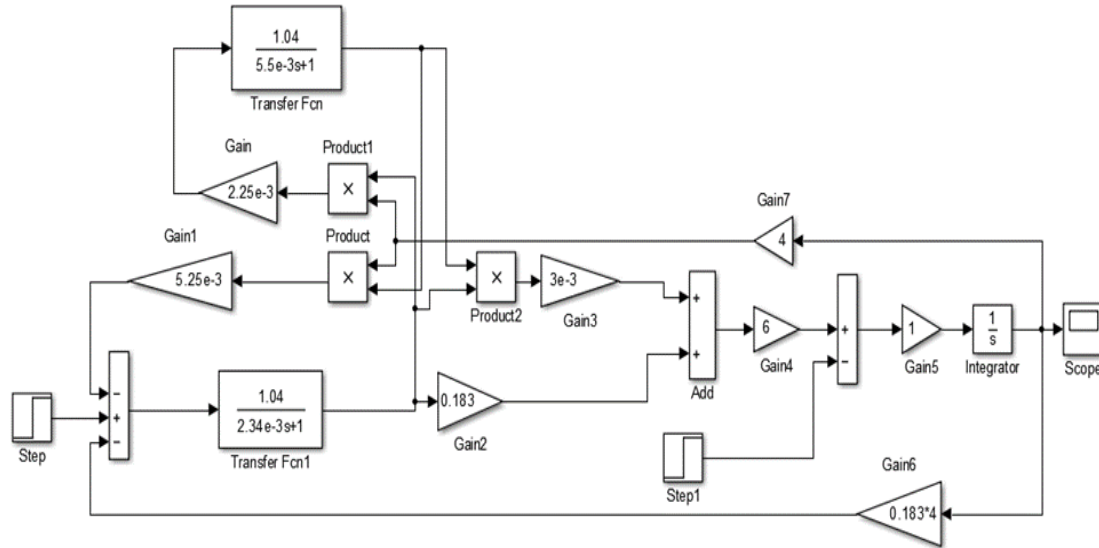 1.04
5.5e-3s+1
Transfer Fcn
Gain
Product1
2.25e-3
×
Gain7
4
Gain1
Product
5.25e-3
×
×
3e-3
Product2
Gain3
+
+
Add
6
Gain4
+
−
1
Gain5
1
s
Integrator
Scope
−
+
−
Step
1.04
2.34e-3s+1
Transfer Fcn1
0.183
Gain2
Step1
Gain6
0.183*4